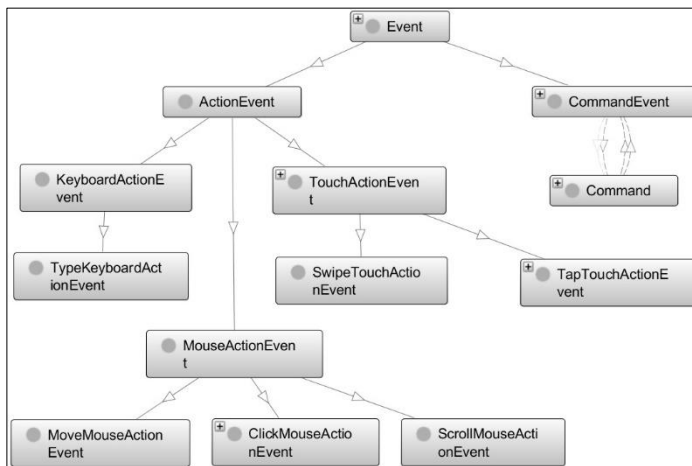 Event
ActionEvent
CommandEvent
KeyboardActionE
vent
TouchActionEven
t
Command
TypeKeyboardAct
ionEvent
SwipeTouchActio
nEvent
TapTouchActionE
vent
MouseActionEven
t
MoveMouseAction
Event
ClickMouseActio
nEvent
ScrollMouseActi
onEvent